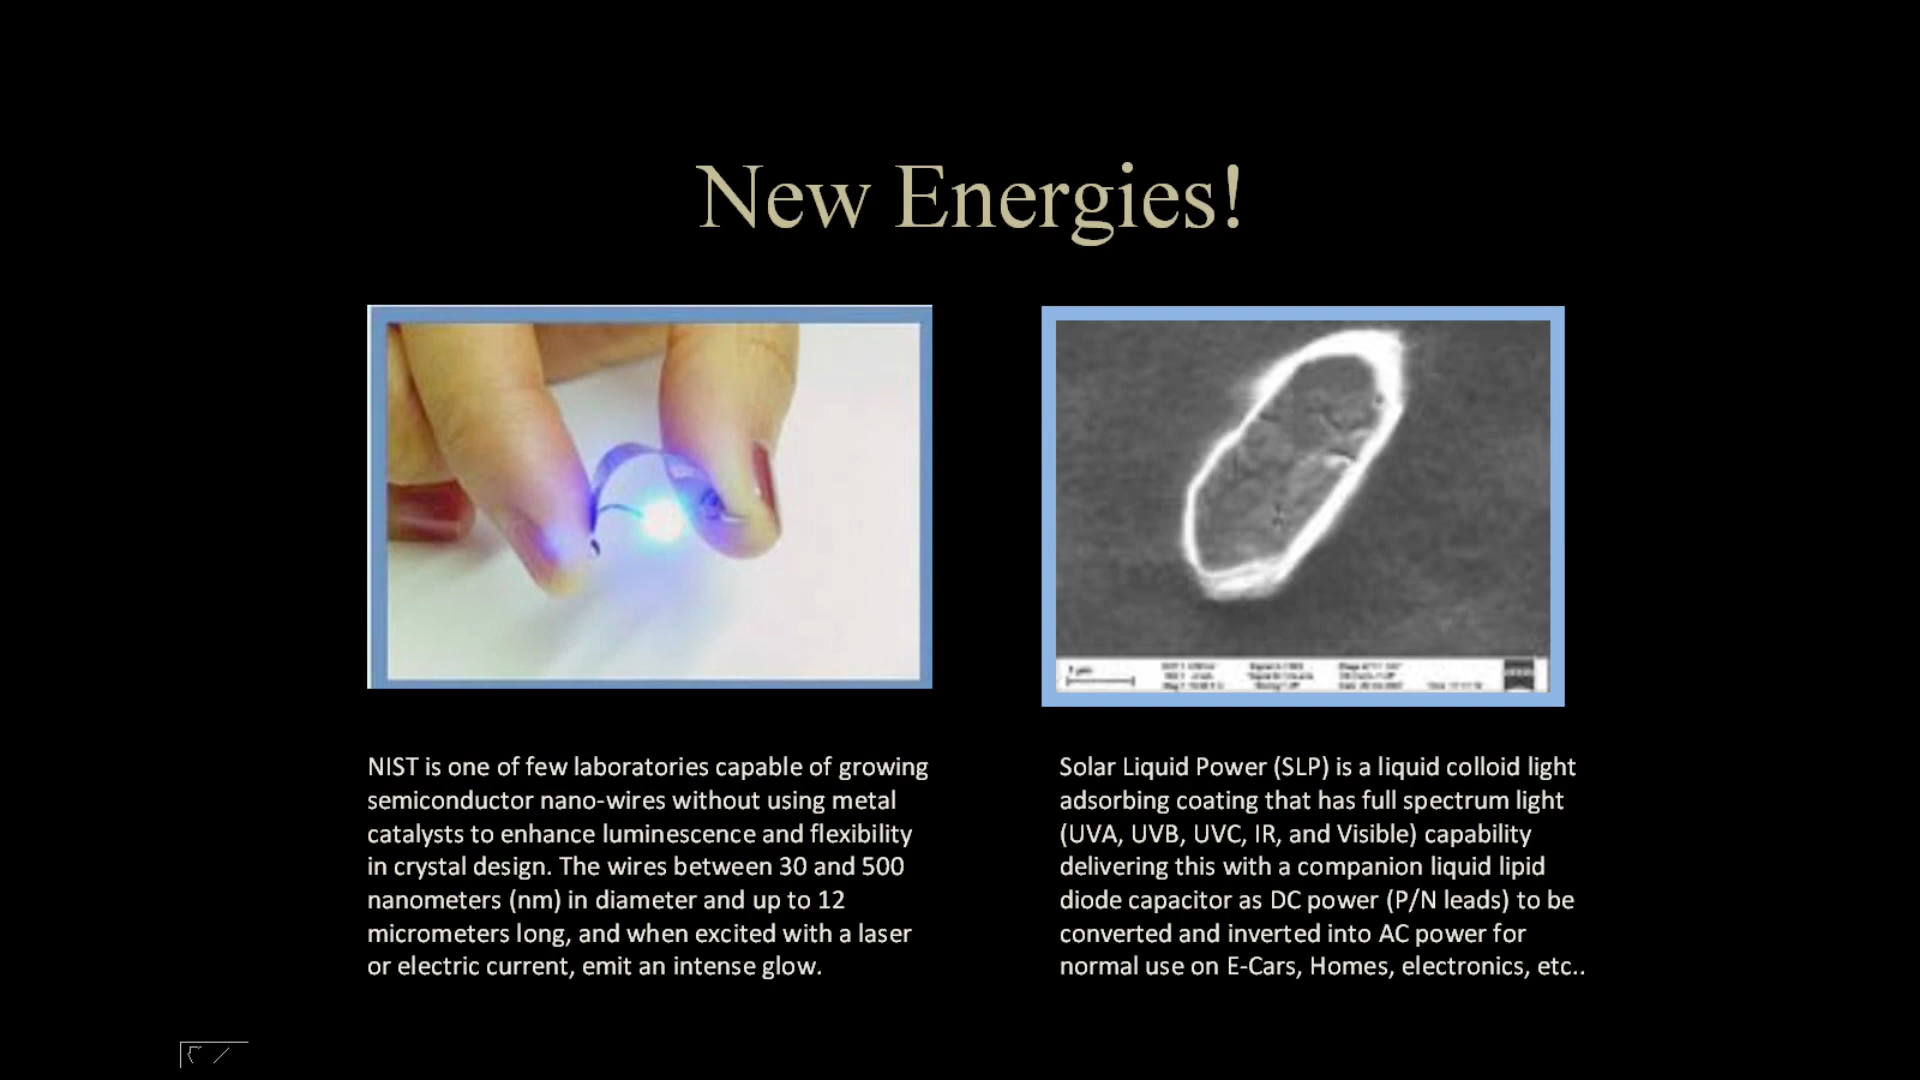 New Energies!
NIST is one of few laboratories capable of growing
semiconductor nano-wires without using metal
catalysts to enhance luminescence and flexibility
in crystal design. The wires between 30 and 500
nanometers (nm) in diameter and up to 12
micrometers long, and when excited with a laser
or electric current, emit an intense glow.
Solar Liquid Power (SLP) is a liquid colloid light
adsorbing coating that has full spectrum light
(UVA, UVB, UVC, IR, and Visible) capability
delivering this with a companion liquid lipid
diode capacitor as DC power (P/N leads) to be
converted and inverted into AC power for
normal use on E-Cars, Homes, electronics, etc..